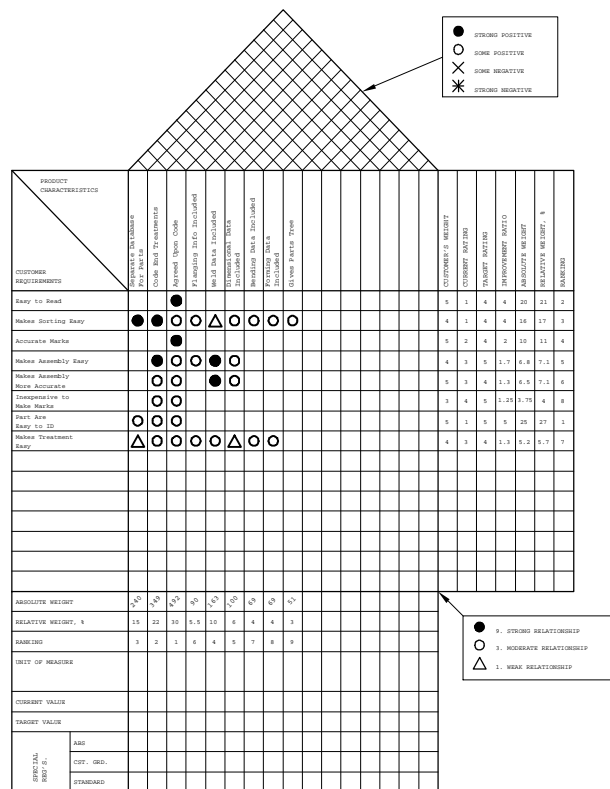 STRONG POSITIVE
SOME POSITIVE
SOME NEGATIVE
STRONG NEGATIVE
PRODUCT
CHARACTERISTICS
CUSTOMER
REQUIREMENTS
Separate Database
For Parts
Code End Treatments
Agreed Upon Code
Flanging Info Included
Weld Data Included
Dimensional Data
Included
Bending Data Included
Forming Data
Included
Gives Parts Tree
CUSTOMER'S WEIGHT
CURRENT RATING
TARGET RATING
IMPROVEMENT RATIO
ABSOLUTE WEIGHT
RELATIVE WEIGHT, %
RANKING
Easy to Read 5 1 4 4 20 21 2
Makes Sorting Easy 4 1 4 4 16 17 3
Accurate Marks 5 2 4 2 10 11 4
Makes Assembly Easy 4 3 5 1.7 6.8 7.1 5
Makes Assembly
More Accurate 5 3 4 1.3 6.5 7.1 6
Inexpensive to
Make Marks 3 4 5 1.25 3.75 4 8
Part Are
Easy to ID 5 1 5 5 25 27 1
Makes Treatment
Easy 4 3 4 1.3 5.2 5.7 7
ABSOLUTE WEIGHT 240 349 492 90 163 100 69 69 51
RELATIVE WEIGHT, % 15 22 30 5.5 10 6 4 4 3
RANKING 3 2 1 6 4 5 7 8 9
UNIT OF MEASURE
CURRENT VALUE
TARGET VALUE
SPECIAL
REG'S.
ABS
CST. GRD.
STANDARD
9. STRONG RELATIONSHIP
3. MODERATE RELATIONSHIP
1. WEAK RELATIONSHIP